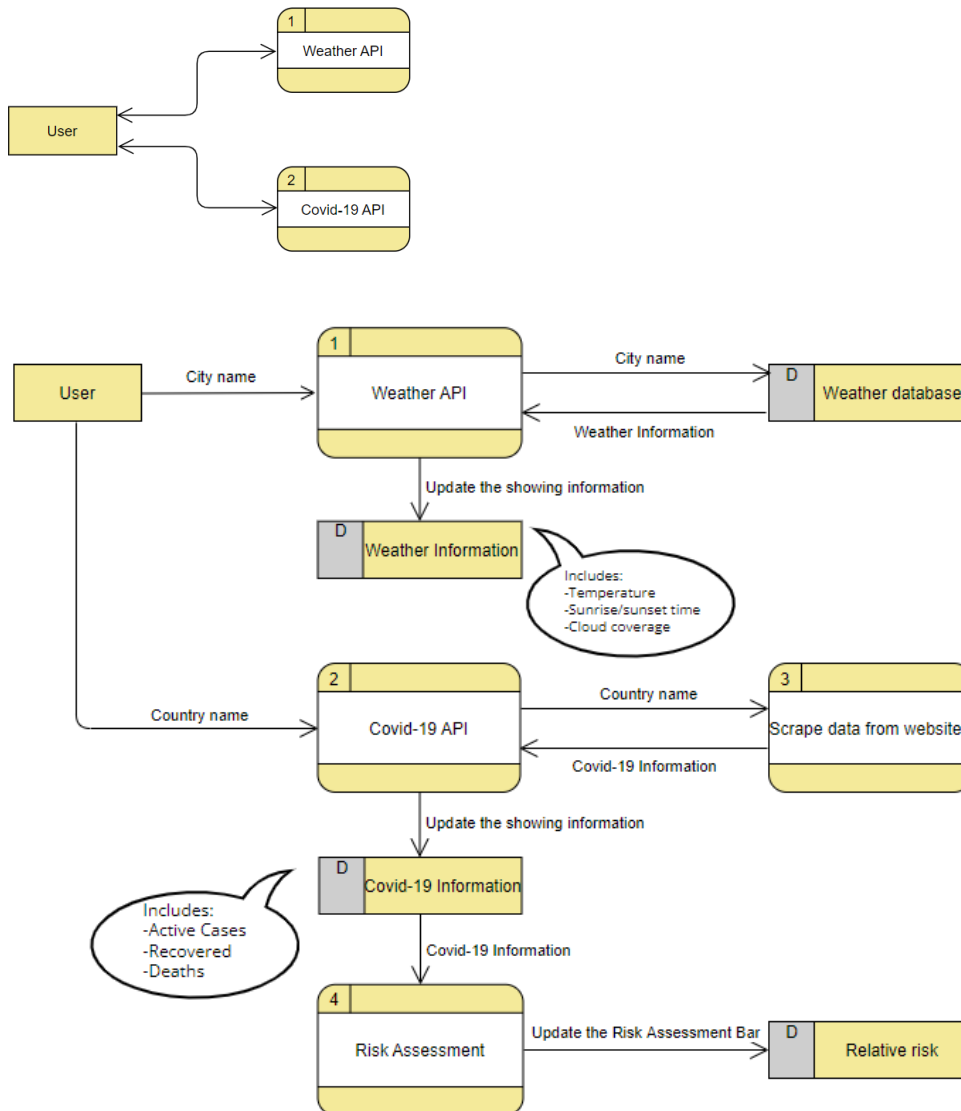 1
Weather API
User
2
Covid-19 API
1
Weather API
User
City name
City name
D
Weather database
Weather Information
Update the showing information
D
Weather Information
Includes:
-Temperature
-Sunrise/sunset time
-Cloud coverage
2
Covid-19 API
Country name
Country name
3
Scrape data from website
Covid-19 Information
Update the showing information
D
Covid-19 Information
Includes:
-Active Cases
-Recovered
-Deaths
Covid-19 Information
4
Risk Assessment
Update the Risk Assessment Bar
D
Relative risk